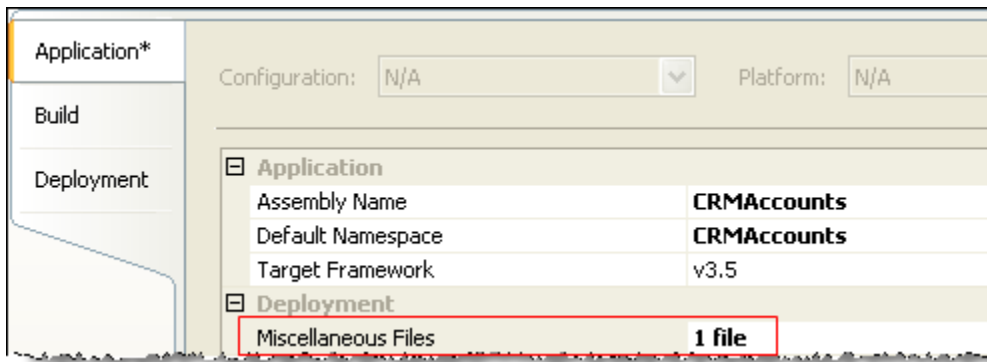 Application*
Configuration: N/A Platform: N/A
Build
Deployment
Application
Assembly Name CRMAccounts
Default Namespace CRMAccounts
Target Framework v3.5
Deployment
Miscellaneous Files 1 file